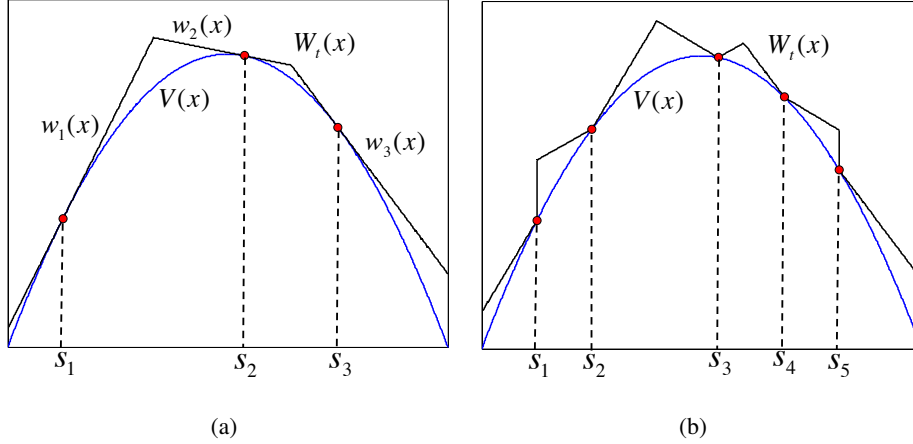 w₂(x) Wₜ(x)
V(x)
w₁(x)
w₃(x)
s₁ s₂ s₃
(a)
Wₜ(x)
V(x)
s₁ s₂ s₃ s₄ s₅
(b)